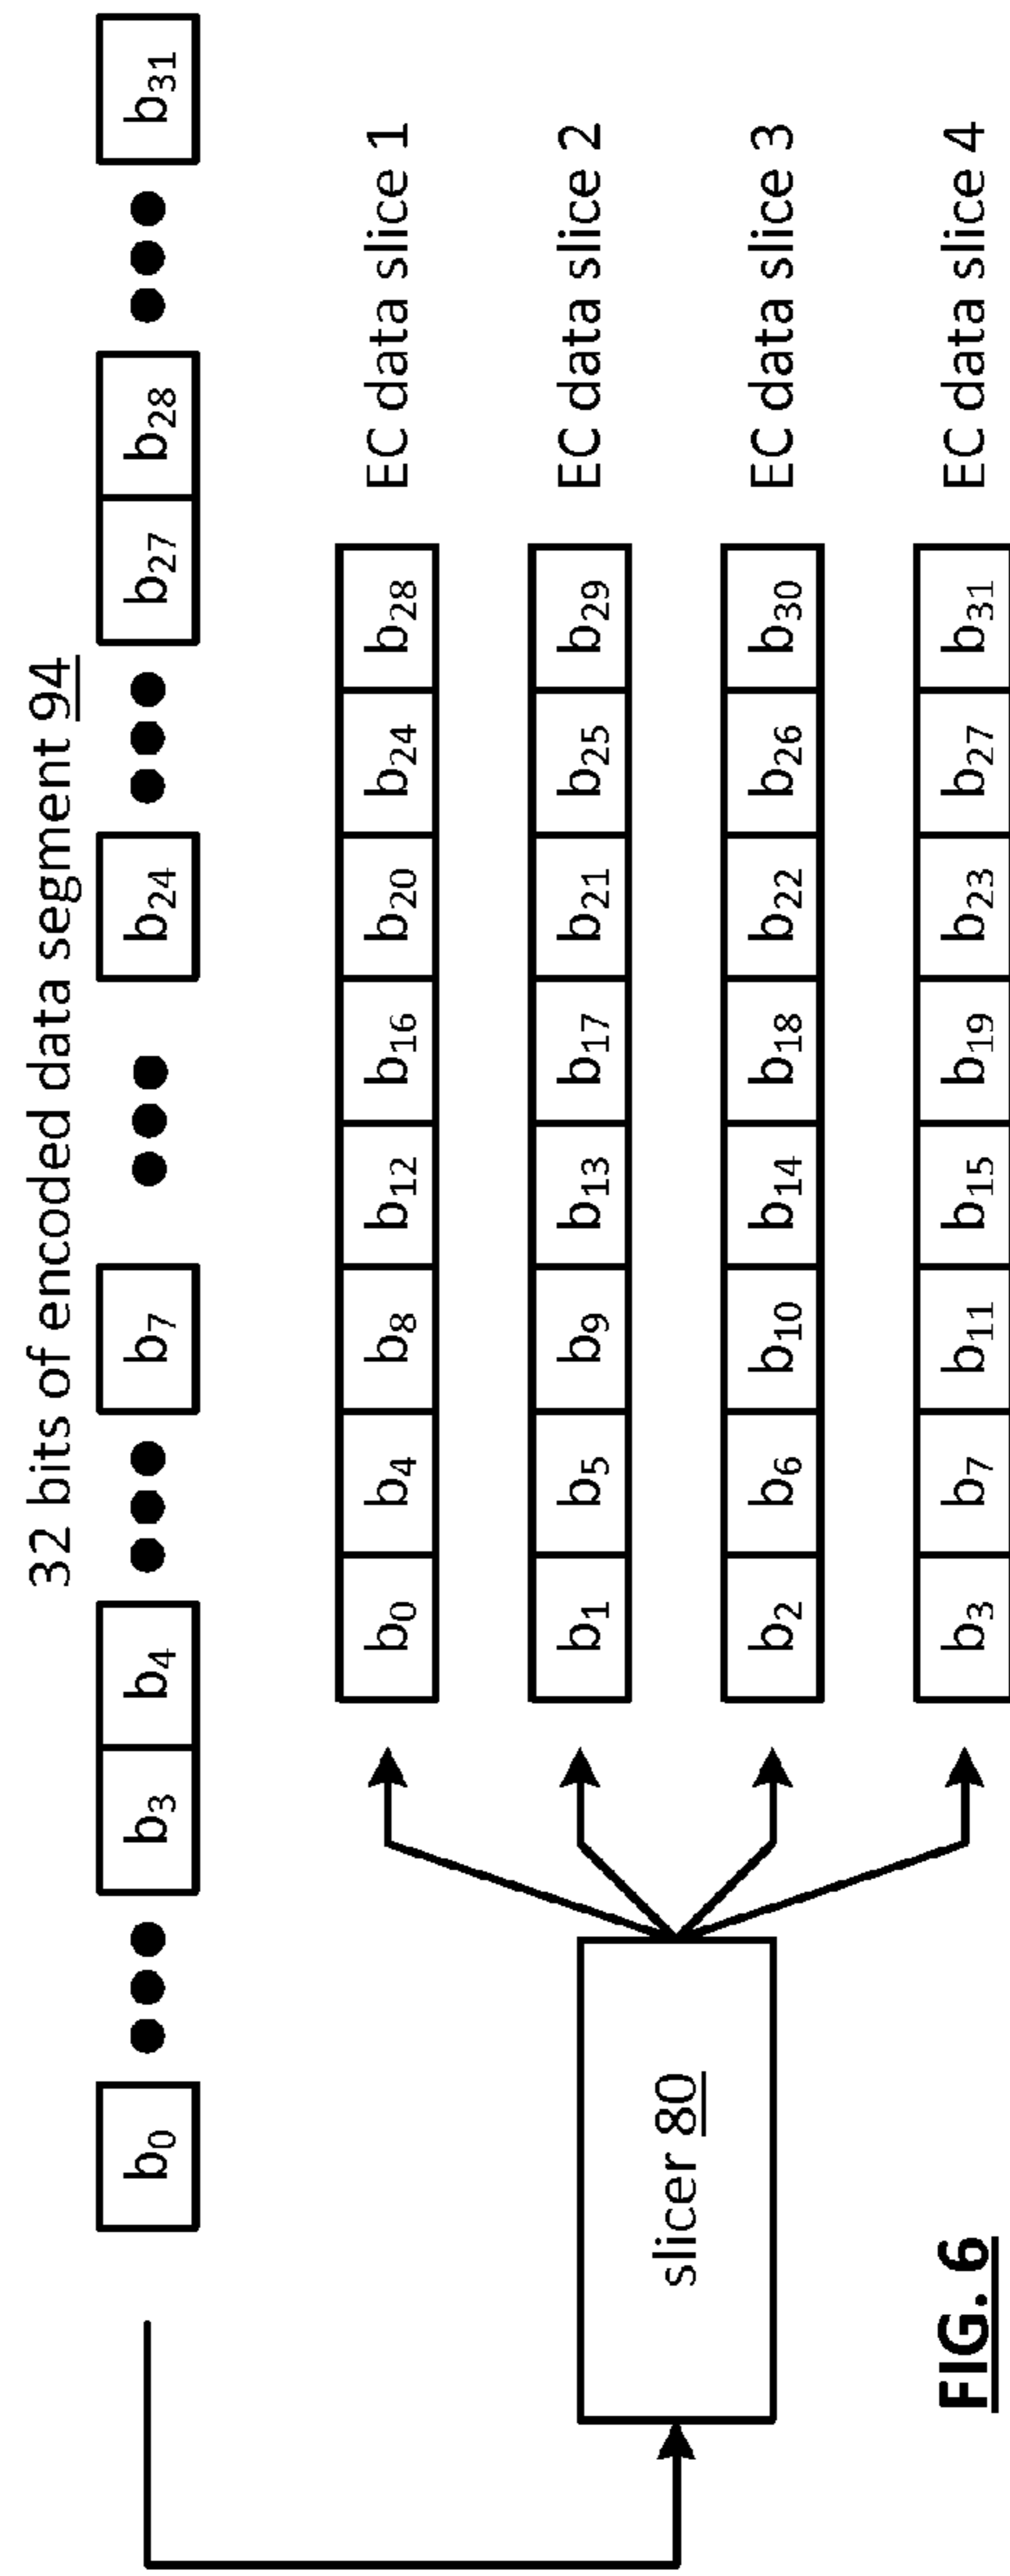 32 bits of encoded data segment 94
b0 ●●● b3 b4 ●●● b7 ●●● b24 ●●● b27 b28 ●●● b31
b0 b4 b8 b12 b16 b20 b24 b28 EC data slice 1
b1 b5 b9 b13 b17 b21 b25 b29 EC data slice 2
slicer 80
b2 b6 b10 b14 b18 b22 b26 b30 EC data slice 3
b3 b7 b11 b15 b19 b23 b27 b31 EC data slice 4
FIG. 6